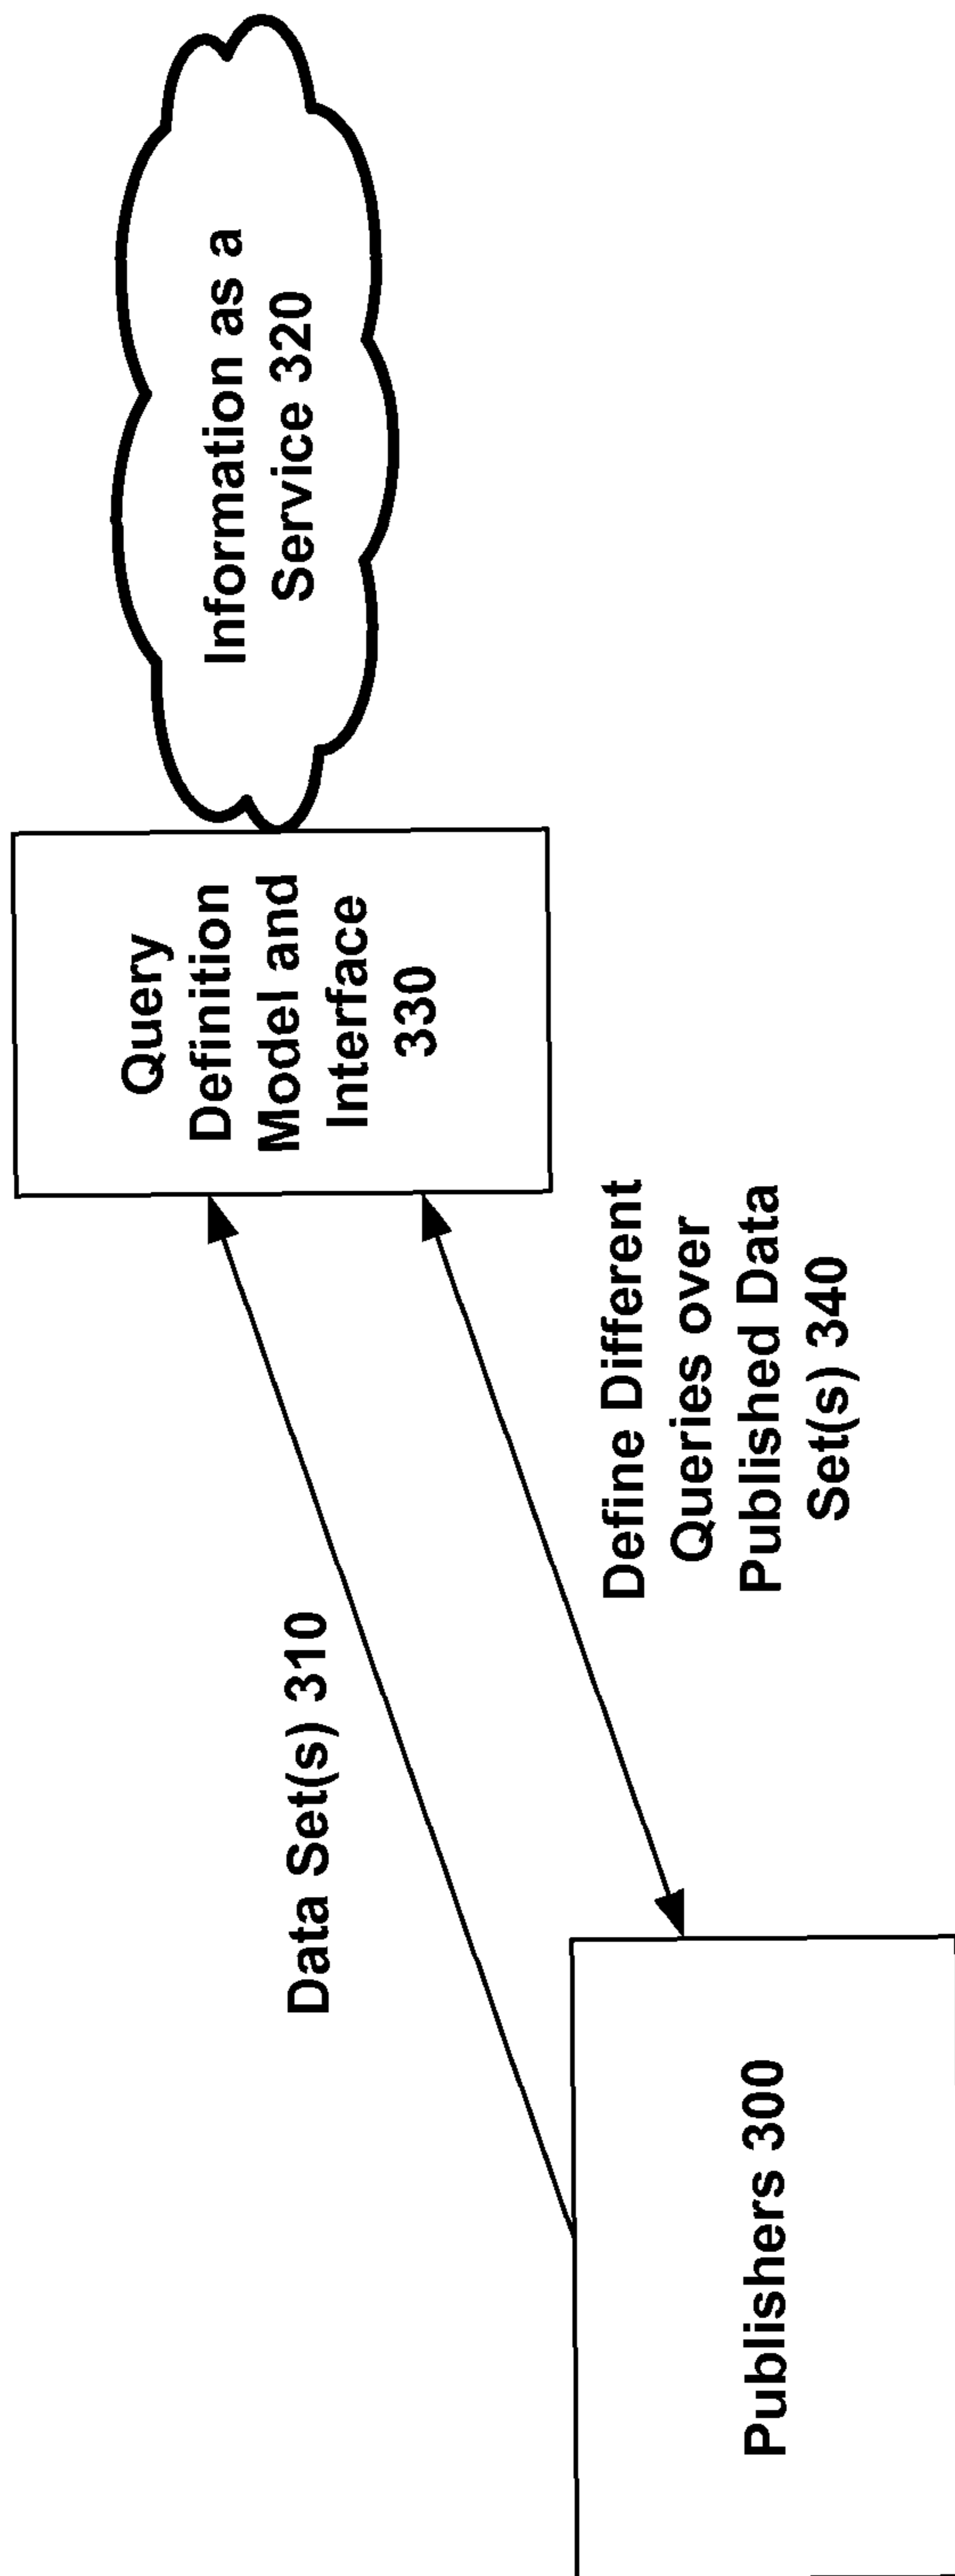 Information as a
Service 320
Query
Definition
Model and
Interface
330
Data Set(s) 310
Define Different
Queries over
Published Data
Set(s) 340
Publishers 300